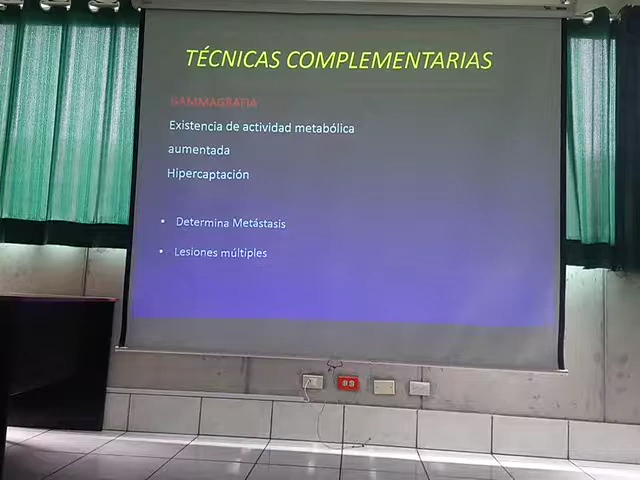 TÉCNICAS COMPLEMENTARIAS
GAMMAGRAFIA
Existencia de actividad metabólica
aumentada
Hipercaptación
• Determina Metástasis
• Lesiones múltiples